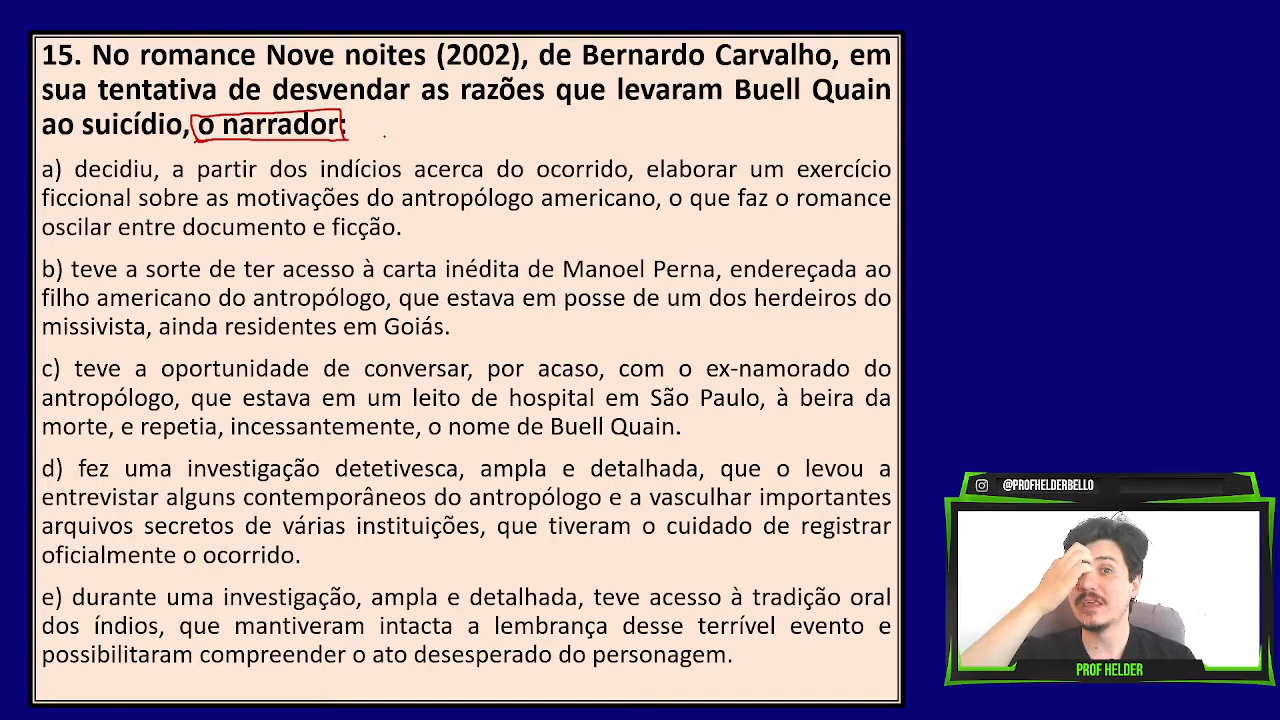 15. No romance Nove noites (2002), de Bernardo Carvalho, em
sua tentativa de desvendar as razões que levaram Buell Quain
ao suicídio, o narrador:
a) decidiu, a partir dos indícios acerca do ocorrido, elaborar um exercício
ficcional sobre as motivações do antropólogo americano, o que faz o romance
oscilar entre documento e ficção.
b) teve a sorte de ter acesso à carta inédita de Manoel Perna, endereçada ao
filho americano do antropólogo, que estava em posse de um dos herdeiros do
missivista, ainda residentes em Goiás.
c) teve a oportunidade de conversar, por acaso, com o ex-namorado do
antropólogo, que estava em um leito de hospital em São Paulo, à beira da
morte, e repetia, incessantemente, o nome de Buell Quain.
d) fez uma investigação detetivesca, ampla e detalhada, que o levou a
entrevistar alguns contemporâneos do antropólogo e a vasculhar importantes
arquivos secretos de várias instituições, que tiveram o cuidado de registrar
oficialmente o ocorrido.
e) durante uma investigação, ampla e detalhada, teve acesso à tradição oral
dos índios, que mantiveram intacta a lembrança desse terrível evento e
possibilitaram compreender o ato desesperado do personagem.
@PROFHELDERBELLO
PROF HELDER